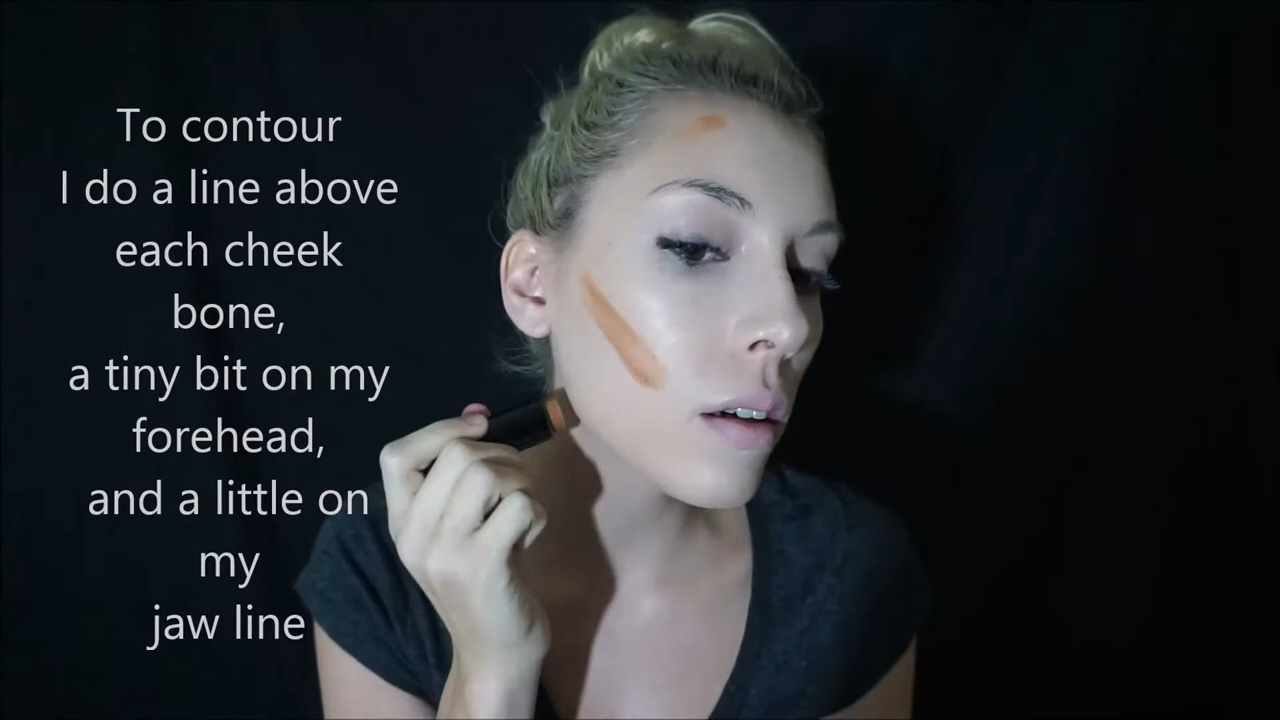 To contour
I do a line above
each cheek
bone,
a tiny bit on my
forehead,
and a little on
my
jaw line